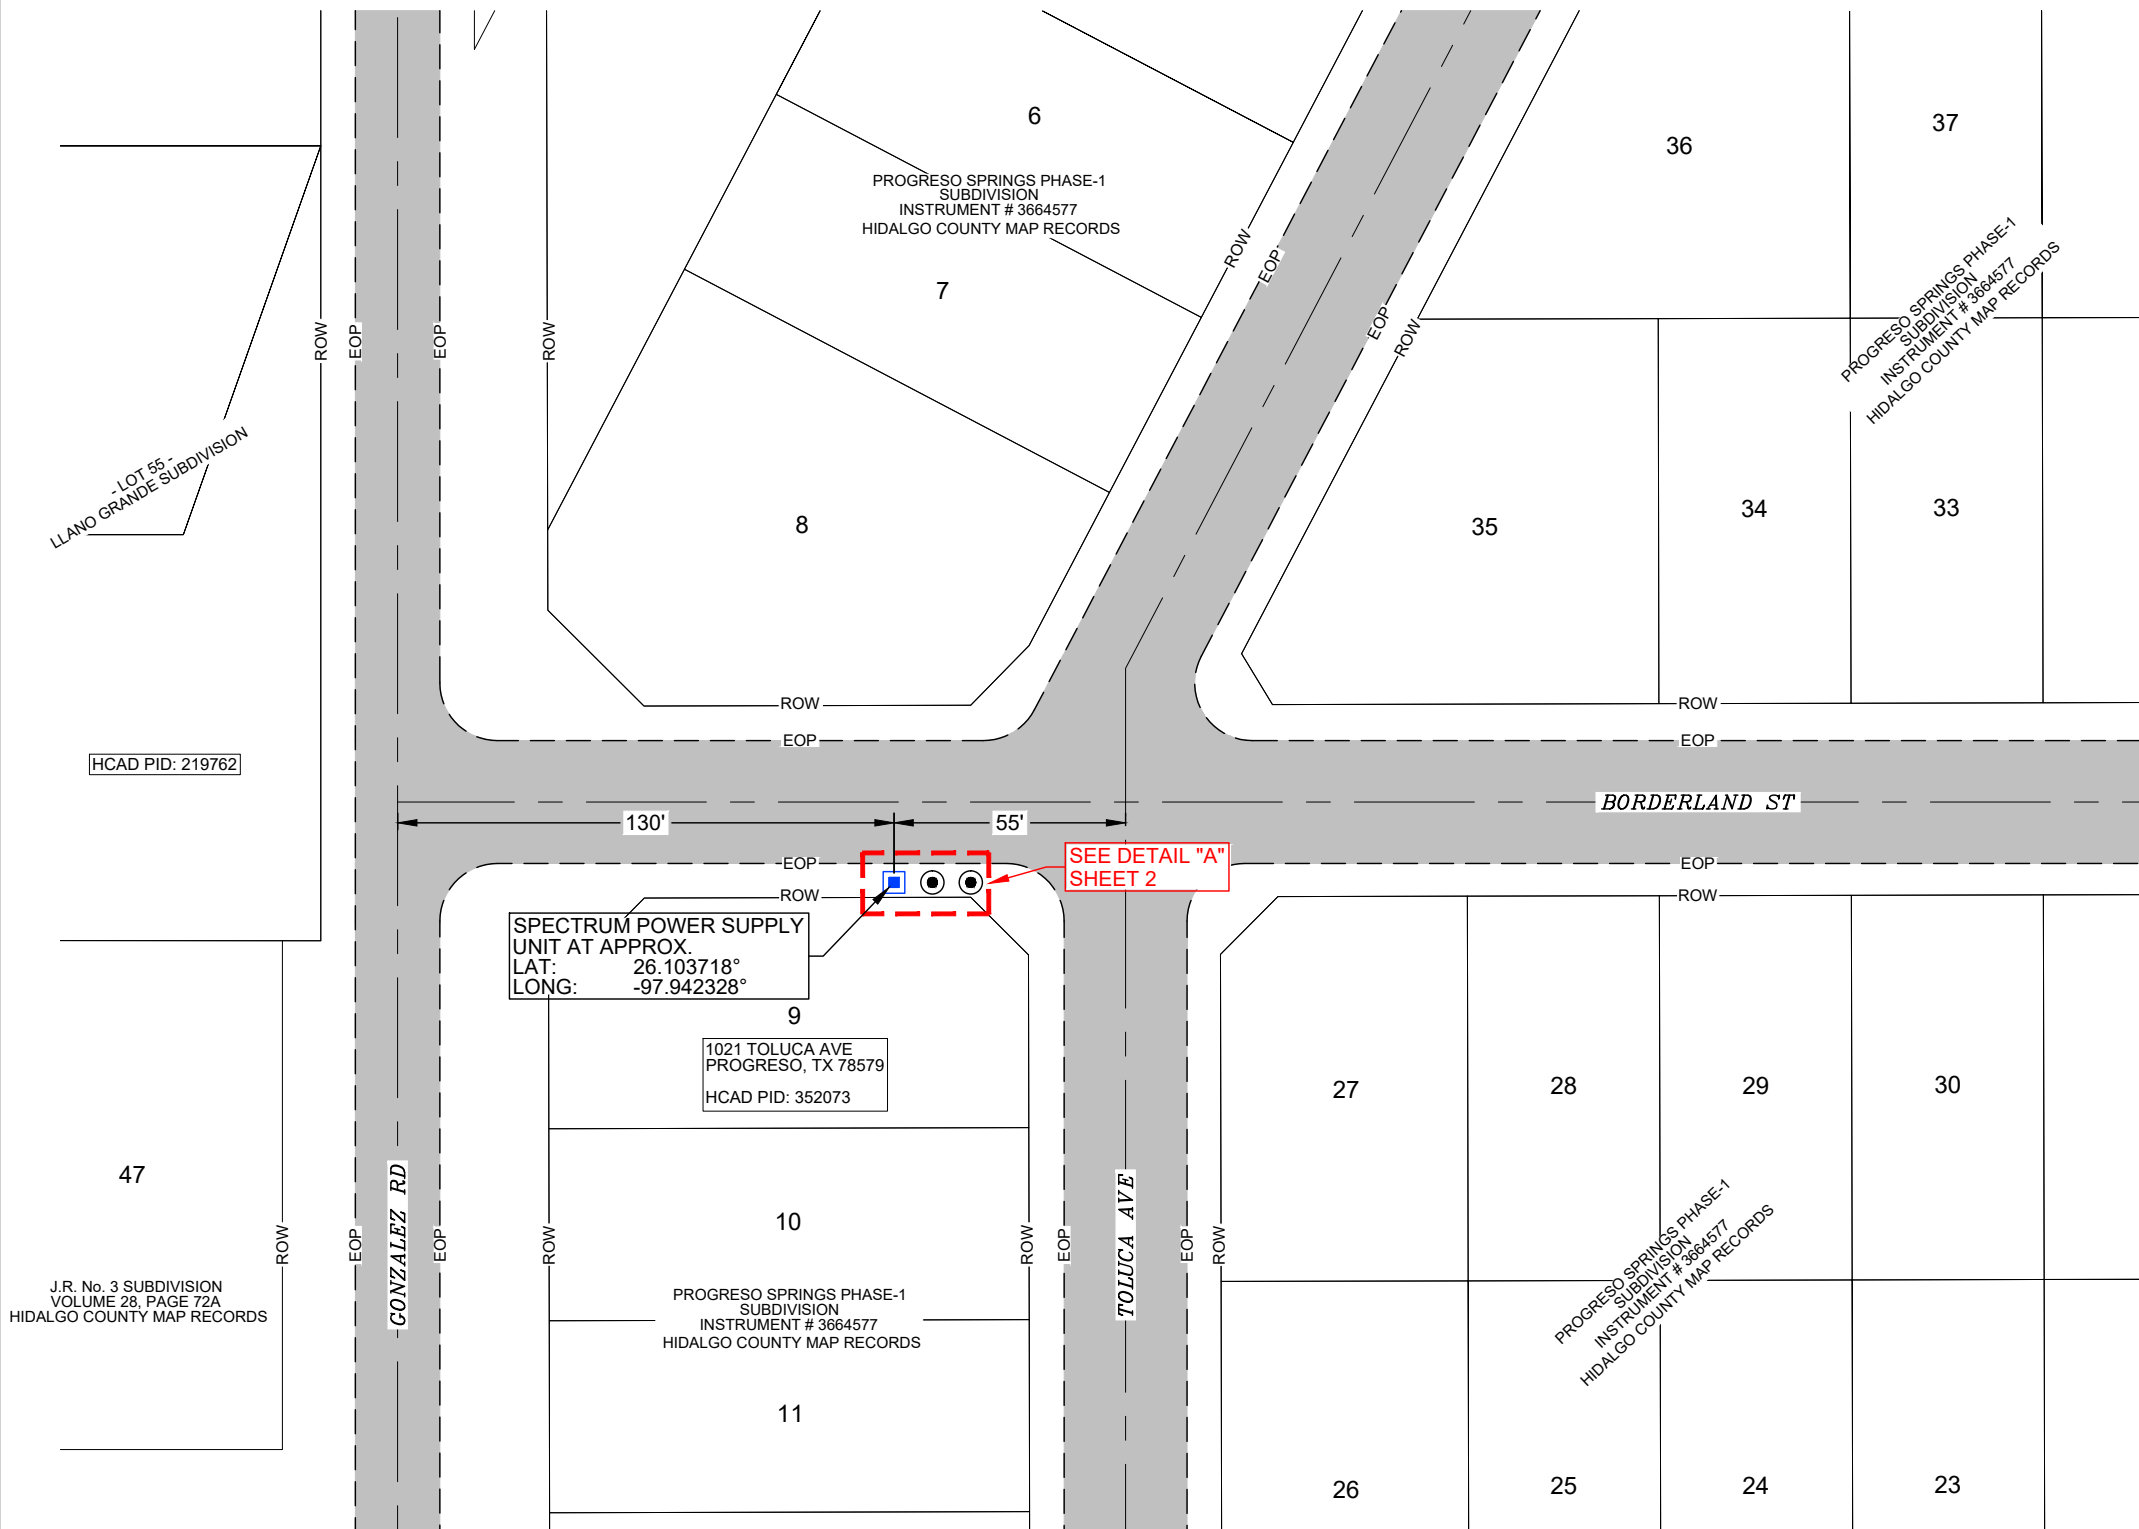 6
PROGRESO SPRINGS PHASE-1
SUBDIVISION
INSTRUMENT # 3664577
HIDALGO COUNTY MAP RECORDS
7
8
36
37
PROGRESO SPRINGS PHASE-1
SUBDIVISION
INSTRUMENT # 3664577
HIDALGO COUNTY MAP RECORDS
35
34
33
ROW
EOP
EOP
ROW
ROW
EOP
EOP
ROW
- LOT 55 -
LLANO GRANDE SUBDIVISION
HCAD PID: 219762
ROW
EOP
ROW
EOP
BORDERLAND ST
130'
55'
EOP
ROW
EOP
ROW
SEE DETAIL "A"
SHEET 2
SPECTRUM POWER SUPPLY
UNIT AT APPROX.
LAT: 26.103718°
LONG: -97.942328°
9
1021 TOLUCA AVE
PROGRESO, TX 78579
HCAD PID: 352073
27
28
29
30
47
ROW
EOP
GONZALEZ RD
EOP
ROW
10
ROW
EOP
TOLUCA AVE
EOP
ROW
J.R. No. 3 SUBDIVISION
VOLUME 28, PAGE 72A
HIDALGO COUNTY MAP RECORDS
PROGRESO SPRINGS PHASE-1
SUBDIVISION
INSTRUMENT # 3664577
HIDALGO COUNTY MAP RECORDS
PROGRESO SPRINGS PHASE-1
SUBDIVISION
INSTRUMENT # 3664577
HIDALGO COUNTY MAP RECORDS
11
26
25
24
23